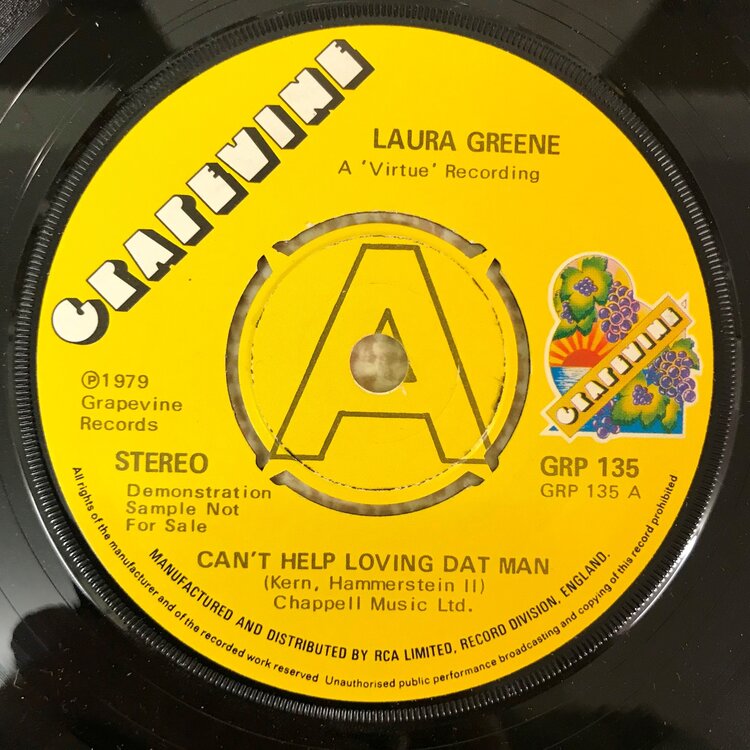 GRAPEVINE
LAURA GREENE
A 'Virtue' Recording
A
GRAPEVINE
℗1979
Grapevine
Records
STEREO
Demonstration
Sample Not
For Sale
GRP 135
GRP 135 A
CAN'T HELP LOVING DAT MAN
(Kern, Hammerstein II)
Chappell Music Ltd.
MANUFACTURED AND DISTRIBUTED BY RCA LIMITED, RECORD DIVISION, ENGLAND.
All rights of the manufacturer and of the recorded work reserved Unauthorised public performance broadcasting and copying of this record prohibited